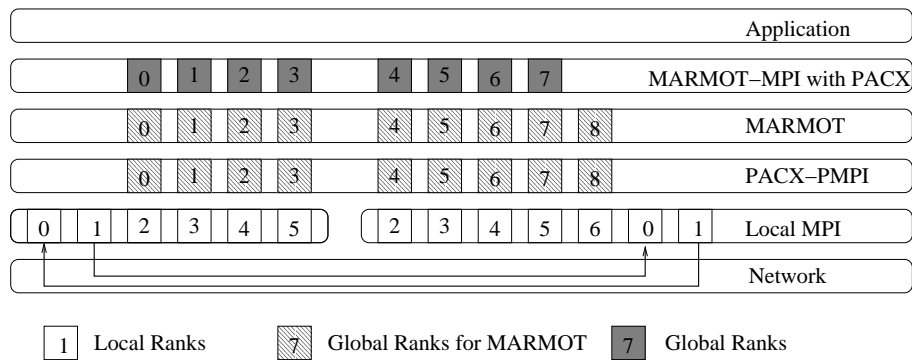 Application
0 1 2 3 4 5 6 7 MARMOT−MPI with PACX
0 1 2 3 4 5 6 7 8 MARMOT
0 1 2 3 4 5 6 7 8 PACX−PMPI
0 1 2 3 4 5 2 3 4 5 6 0 1 Local MPI
Network
1 Local Ranks 7 Global Ranks for MARMOT 7 Global Ranks